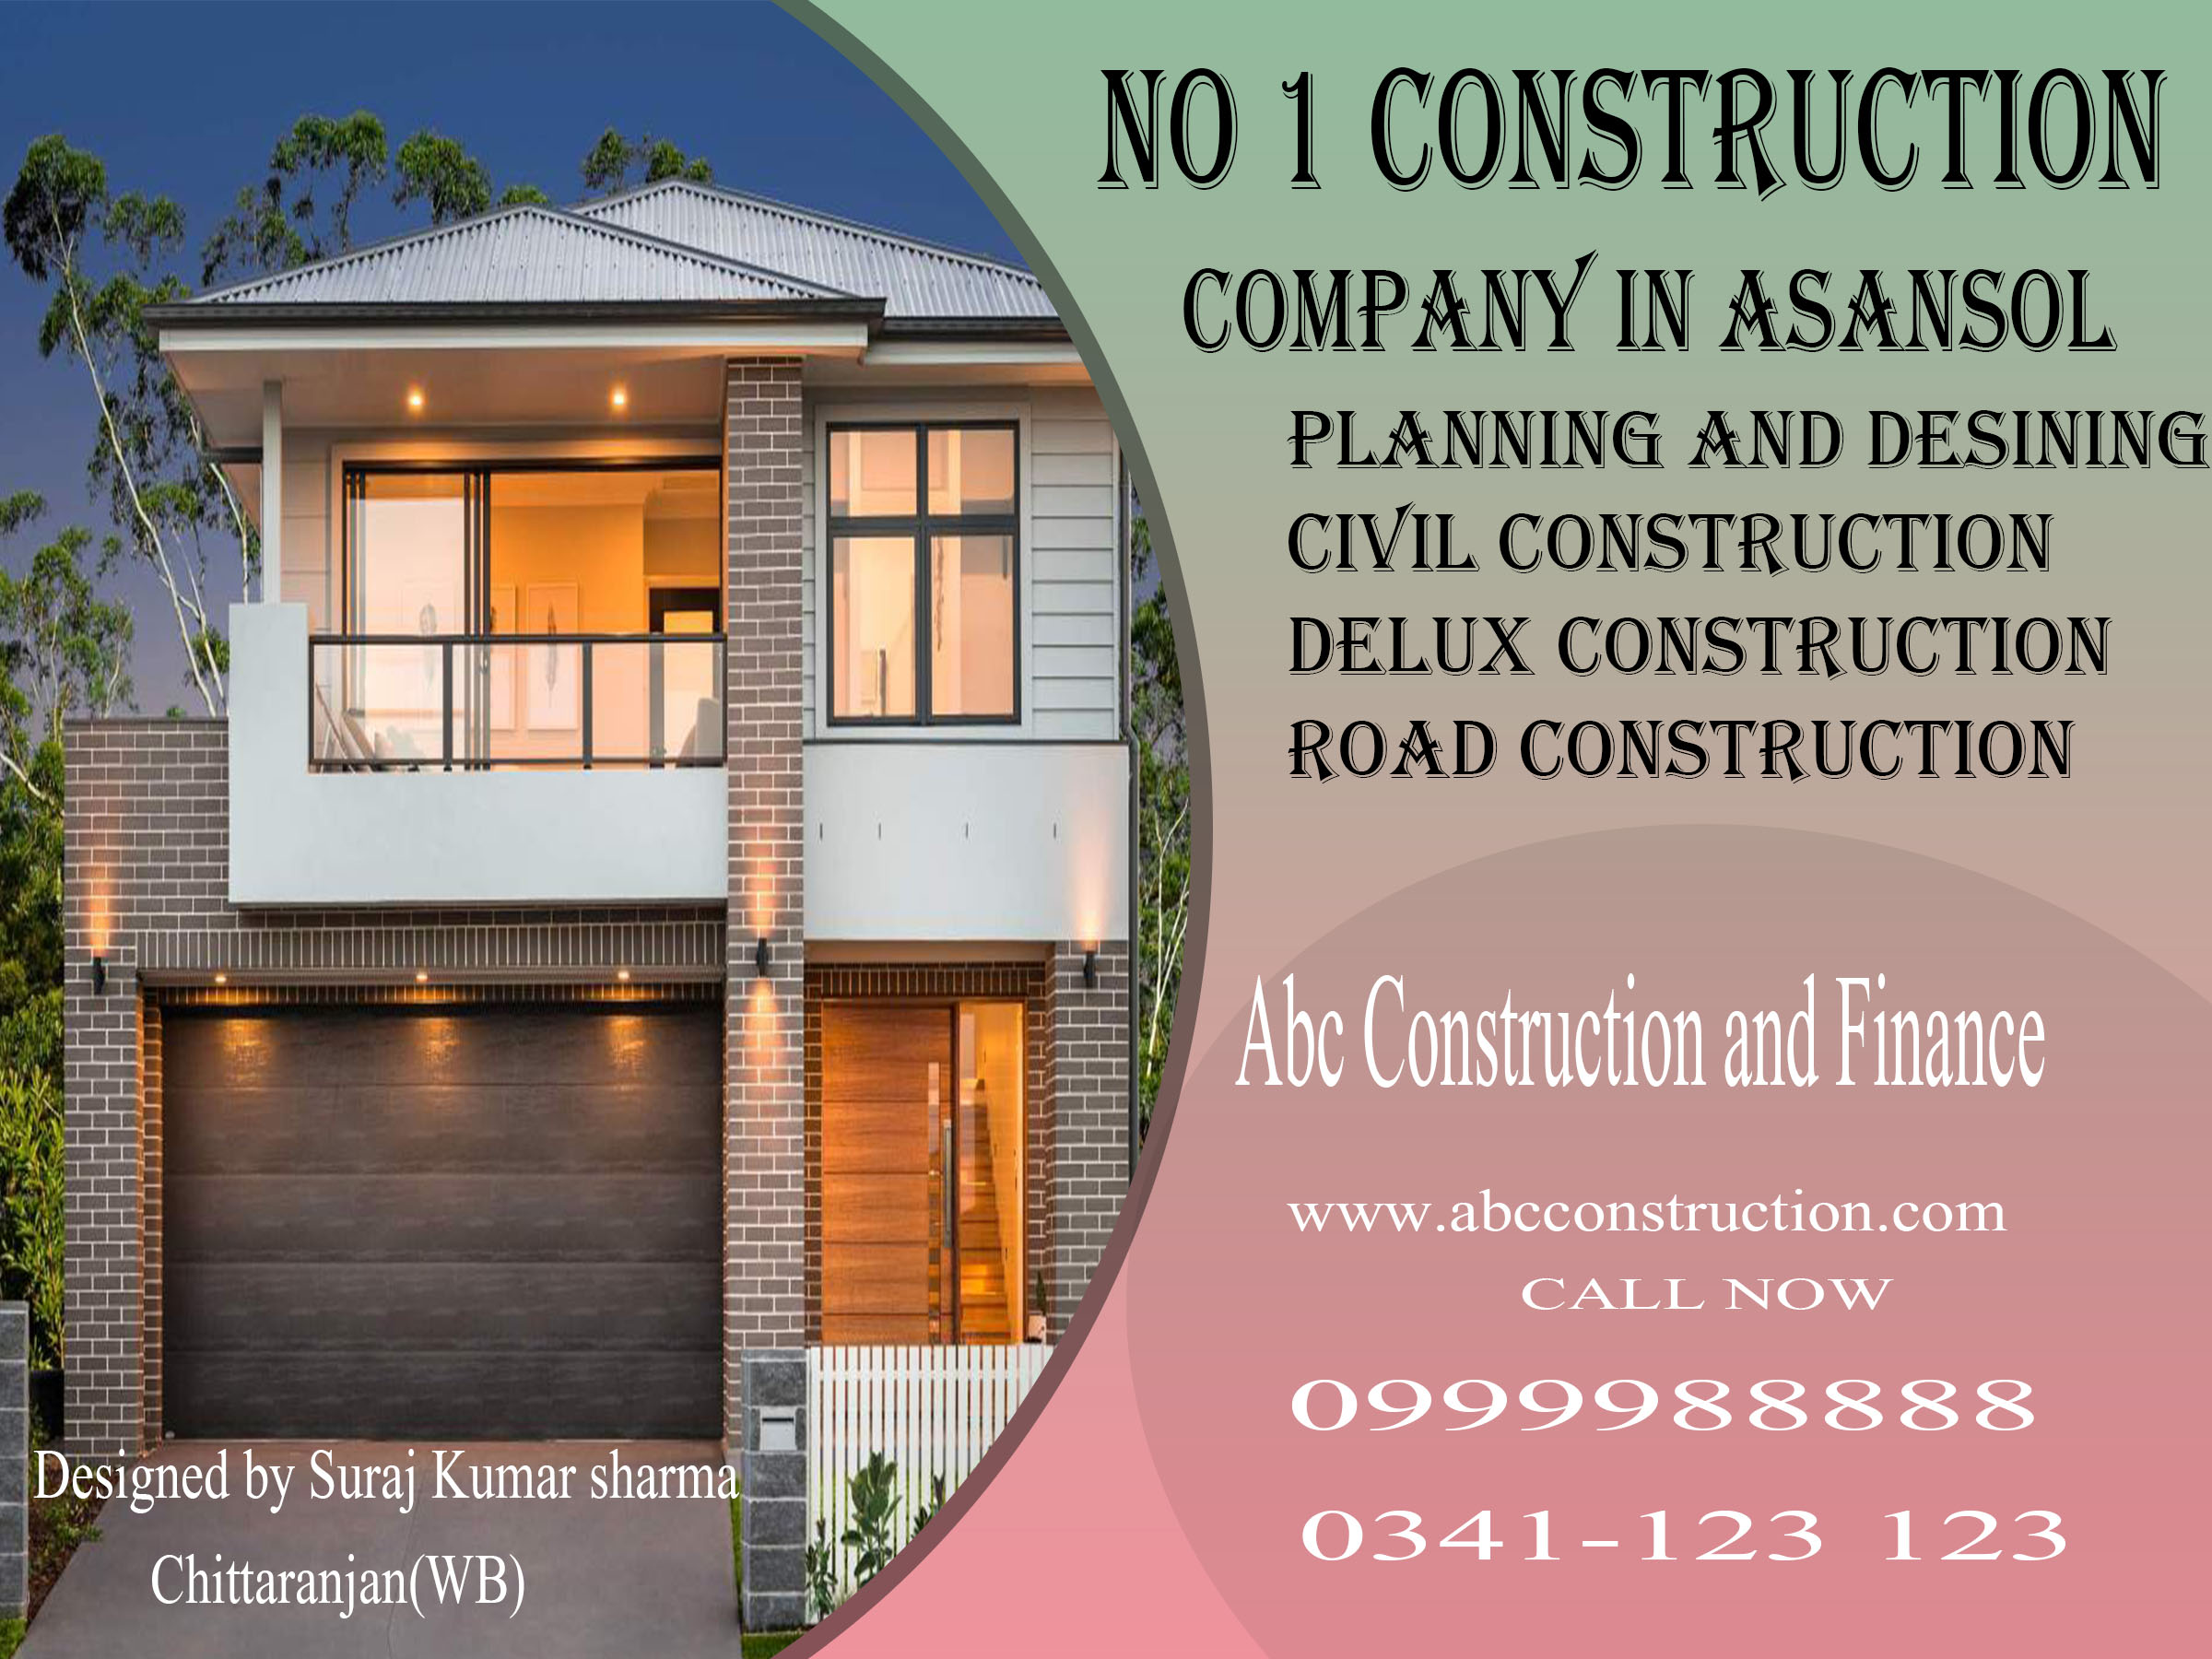 NO 1 CONSTRUCTION
COMPANY IN ASANSOL
PLANNING AND DESINING
CIVIL CONSTRUCTION
DELUX CONSTRUCTION
ROAD CONSTRUCTION
Abc Construction and Finance
www.abcconstruction.com
CALL NOW
0999988888
0341-123 123
Designed by Suraj Kumar sharma
Chittaranjan(WB)